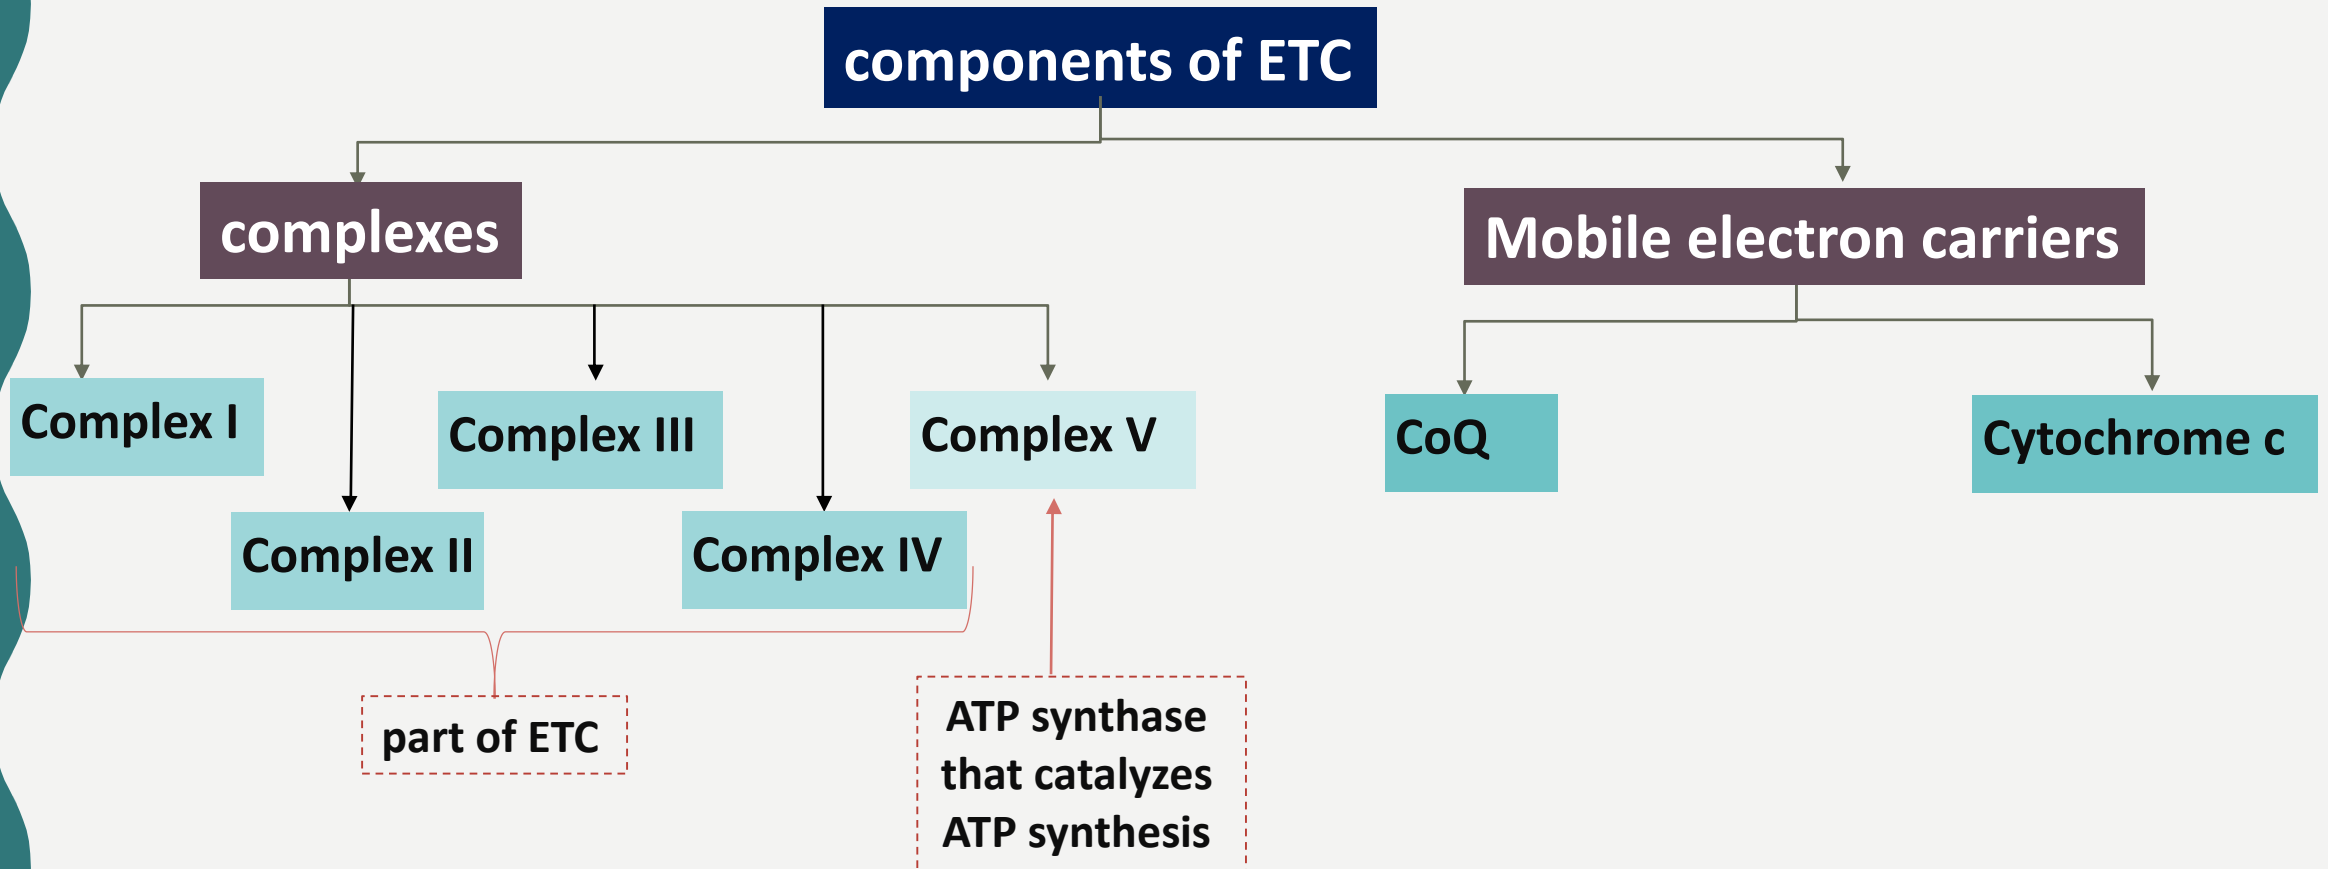 components of ETC
complexes
Mobile electron carriers
Complex I
Complex III
Complex V
CoQ
Cytochrome c
Complex II
Complex IV
part of ETC
ATP synthase
that catalyzes
ATP synthesis